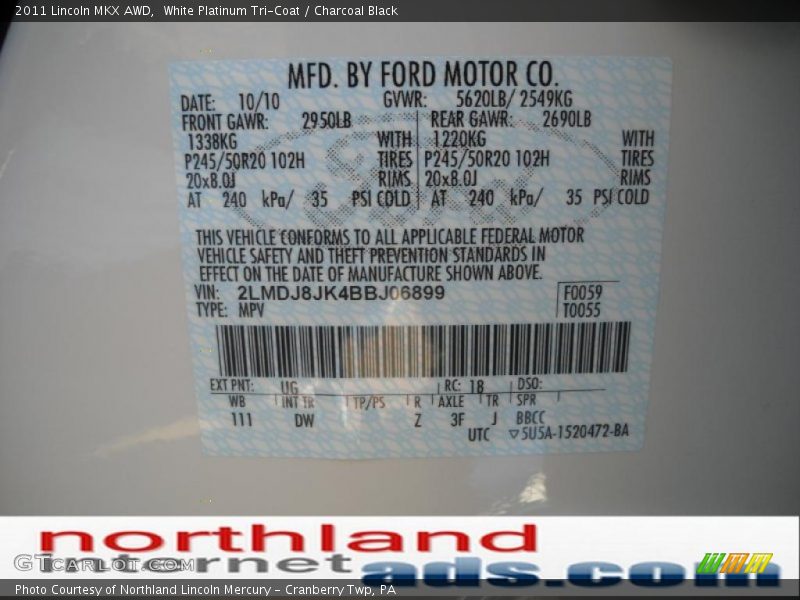 2011 Lincoln MKX AWD,  White Platinum Tri-Coat / Charcoal Black
MFD. BY FORD MOTOR CO.
DATE: 10/10 GVWR: 5620LB/ 2549KG
FRONT GAWR: 2950LB REAR GAWR: 2690LB
1338KG WITH 1220KG WITH
P245/50R20 102H TIRES P245/50R20 102H TIRES
20x8.0J RIMS 20x8.0J RIMS
AT 240 kPa/ 35 PSI COLD AT 240 kPa/ 35 PSI COLD
THIS VEHICLE CONFORMS TO ALL APPLICABLE FEDERAL MOTOR
VEHICLE SAFETY AND THEFT PREVENTION STANDARDS IN
EFFECT ON THE DATE OF MANUFACTURE SHOWN ABOVE.
VIN: 2LMDJ8JK4BBJ06899 F0059
TYPE: MPV T0055
EXT PNT: UG RC: 18 DSO:
WB INT TR TP/PS R AXLE TR SPR
111 DW Z 3F J BBCC
UTC ▽5U5A-1520472-BA
northland
internet
ads.com
GTCARLOT.COM
Photo Courtesy of Northland Lincoln Mercury - Cranberry Twp, PA